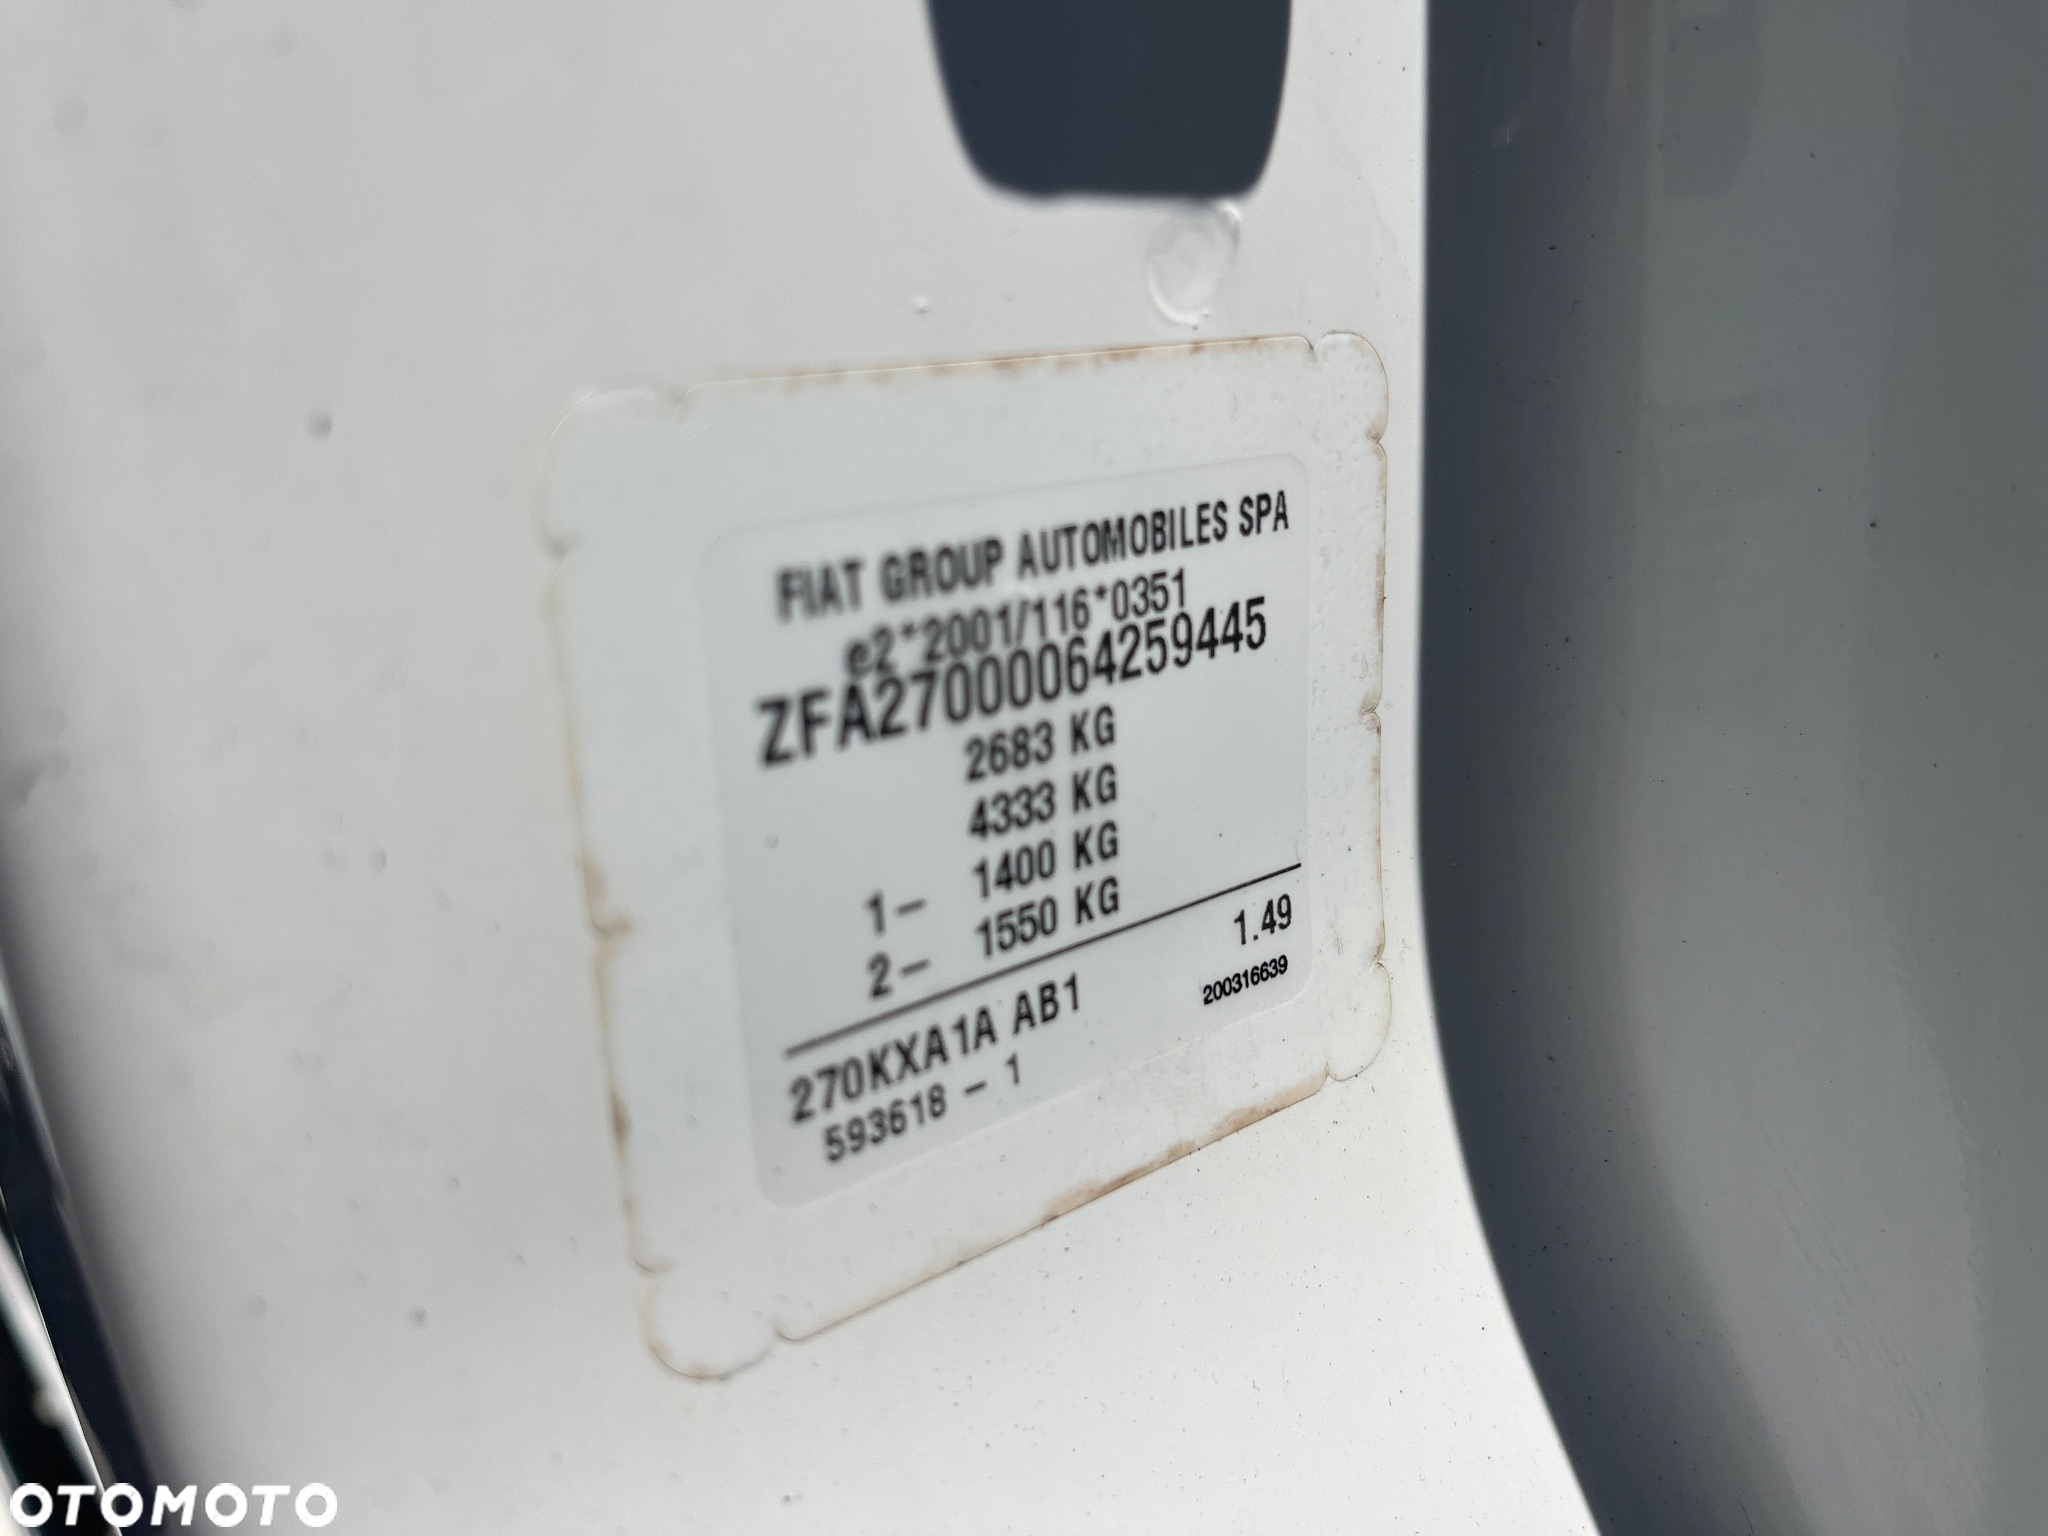 FIAT GROUP AUTOMOBILES SPA
e2*2001/116*0351
ZFA27000064259445
2683 KG
4333 KG
1- 1400 KG
2- 1550 KG
1.49
270KXA1A AB1
200316639
593618 - 1
OTOMOTO